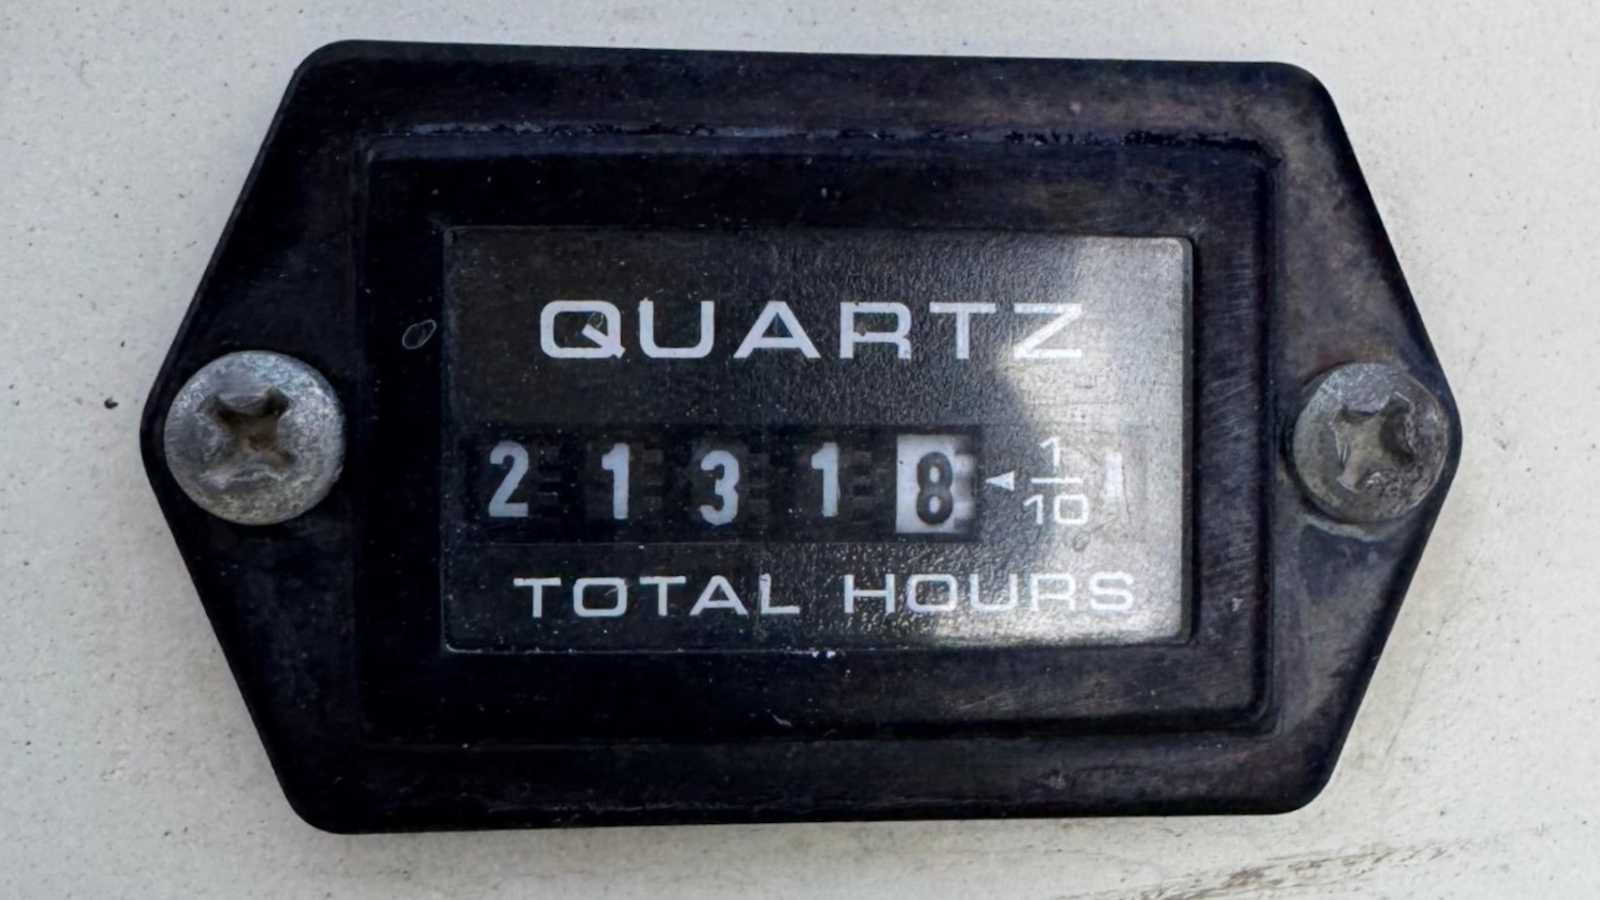 QUARTZ
2 1 3 1 8 ◄ 1/10
TOTAL HOURS